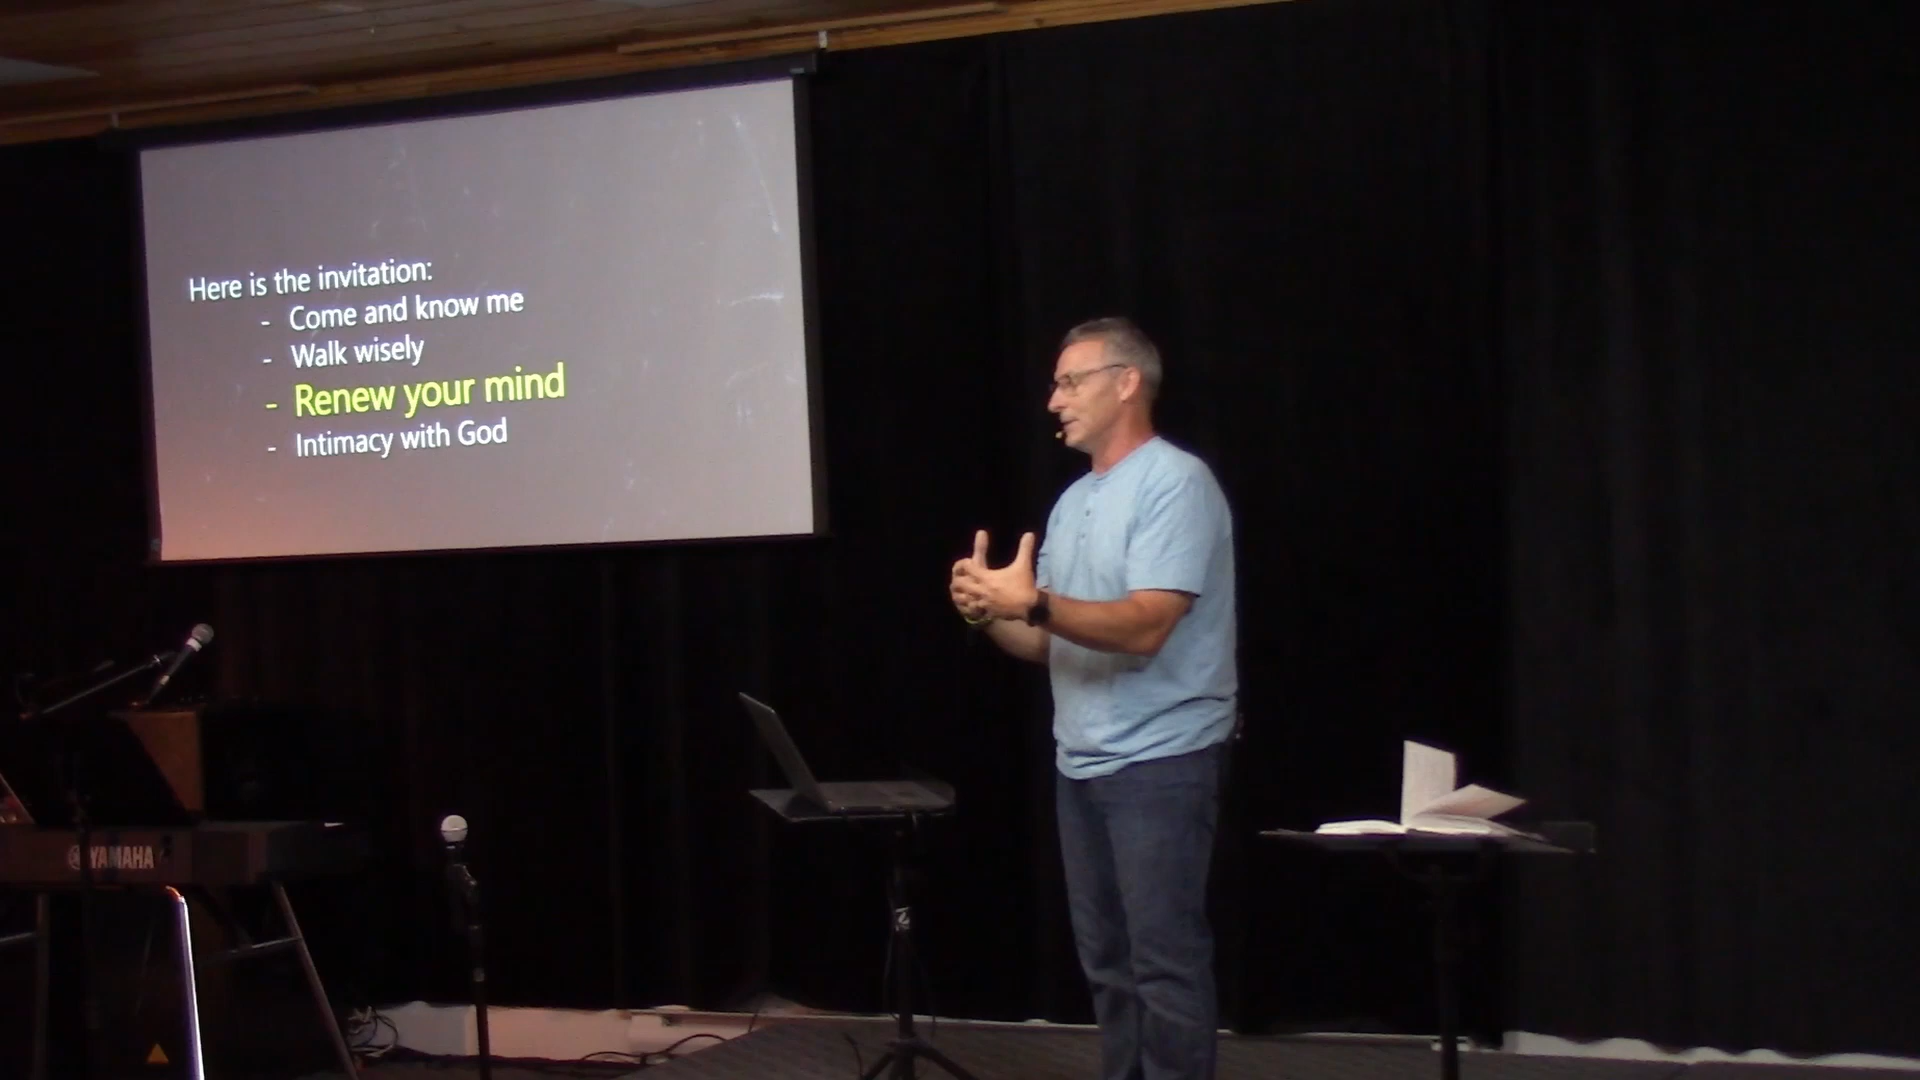 Here is the invitation:
- Come and know me
- Walk wisely
- Renew your mind
- Intimacy with God
YAMAHA